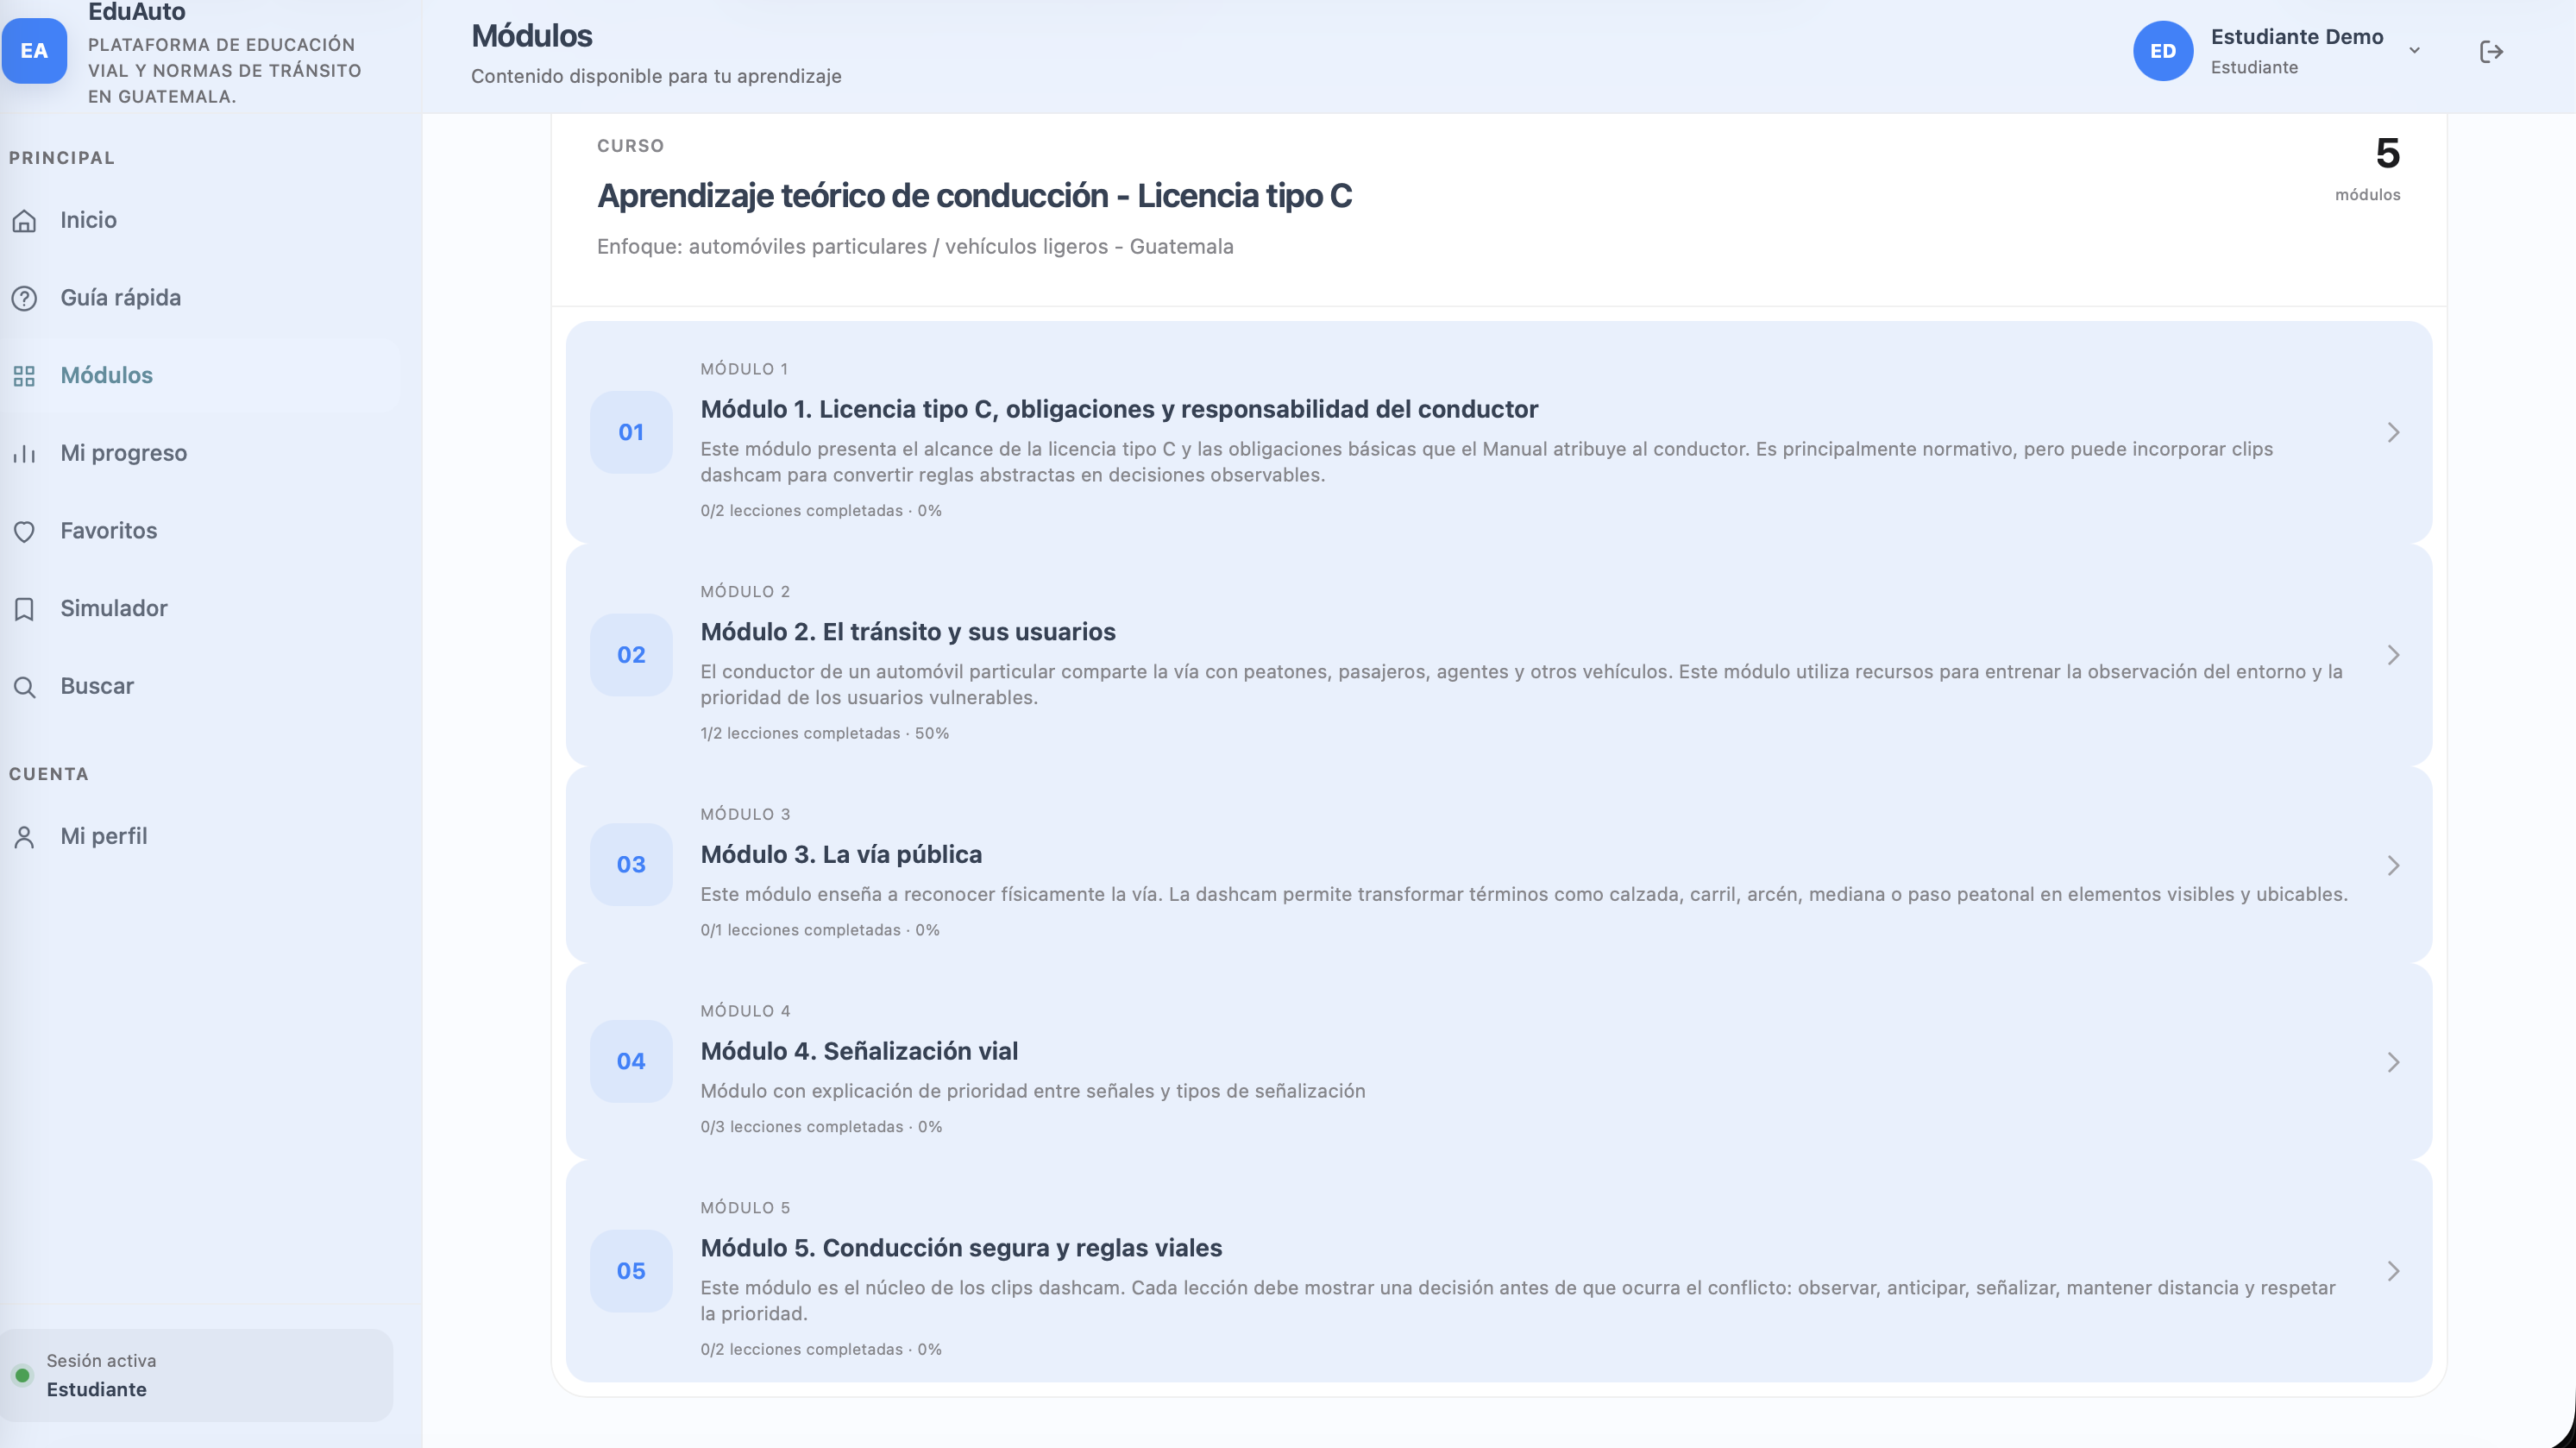 EA
EduAuto
PLATAFORMA DE EDUCACIÓN
VIAL Y NORMAS DE TRÁNSITO
EN GUATEMALA.
PRINCIPAL
Inicio
Guía rápida
Módulos
Mi progreso
Favoritos
Simulador
Buscar
CUENTA
Mi perfil
Sesión activa
Estudiante
Módulos
Contenido disponible para tu aprendizaje
ED
Estudiante Demo
Estudiante
CURSO
Aprendizaje teórico de conducción - Licencia tipo C
Enfoque: automóviles particulares / vehículos ligeros - Guatemala
5
módulos
01
MÓDULO 1
Módulo 1. Licencia tipo C, obligaciones y responsabilidad del conductor
Este módulo presenta el alcance de la licencia tipo C y las obligaciones básicas que el Manual atribuye al conductor. Es principalmente normativo, pero puede incorporar clips
dashcam para convertir reglas abstractas en decisiones observables.
0/2 lecciones completadas · 0%
02
MÓDULO 2
Módulo 2. El tránsito y sus usuarios
El conductor de un automóvil particular comparte la vía con peatones, pasajeros, agentes y otros vehículos. Este módulo utiliza recursos para entrenar la observación del entorno y la
prioridad de los usuarios vulnerables.
1/2 lecciones completadas · 50%
03
MÓDULO 3
Módulo 3. La vía pública
Este módulo enseña a reconocer físicamente la vía. La dashcam permite transformar términos como calzada, carril, arcén, mediana o paso peatonal en elementos visibles y ubicables.
0/1 lecciones completadas · 0%
04
MÓDULO 4
Módulo 4. Señalización vial
Módulo con explicación de prioridad entre señales y tipos de señalización
0/3 lecciones completadas · 0%
05
MÓDULO 5
Módulo 5. Conducción segura y reglas viales
Este módulo es el núcleo de los clips dashcam. Cada lección debe mostrar una decisión antes de que ocurra el conflicto: observar, anticipar, señalizar, mantener distancia y respetar
la prioridad.
0/2 lecciones completadas · 0%